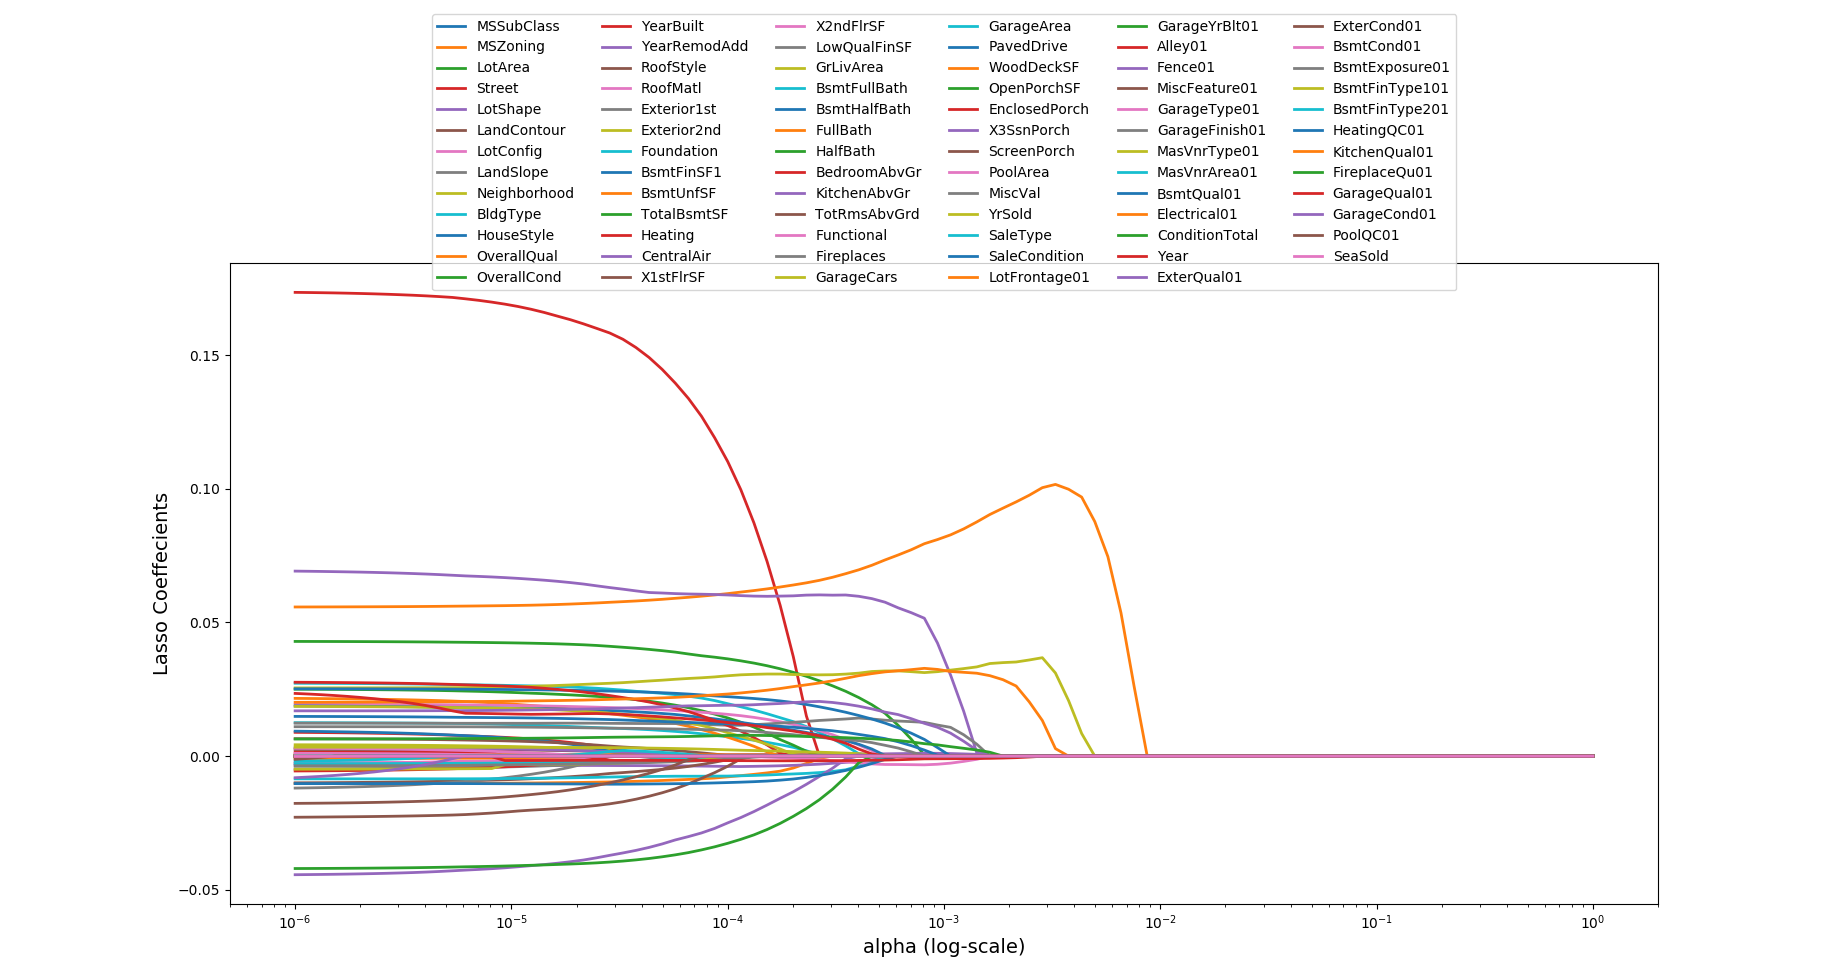 MSSubClass YearBuilt X2ndFlrSF GarageArea GarageYrBlt01 ExterCond01
MSZoning YearRemodAdd LowQualFinSF PavedDrive Alley01 BsmtCond01
LotArea RoofStyle GrLivArea WoodDeckSF Fence01 BsmtExposure01
Street RoofMatl BsmtFullBath OpenPorchSF MiscFeature01 BsmtFinType101
LotShape Exterior1st BsmtHalfBath EnclosedPorch GarageType01 BsmtFinType201
LandContour Exterior2nd FullBath X3SsnPorch GarageFinish01 HeatingQC01
LotConfig Foundation HalfBath ScreenPorch MasVnrType01 KitchenQual01
LandSlope BsmtFinSF1 BedroomAbvGr PoolArea MasVnrArea01 FireplaceQu01
Neighborhood BsmtUnfSF KitchenAbvGr MiscVal BsmtQual01 GarageQual01
BldgType TotalBsmtSF TotRmsAbvGrd YrSold Electrical01 GarageCond01
HouseStyle Heating Functional SaleType ConditionTotal PoolQC01
OverallQual CentralAir Fireplaces SaleCondition Year SeaSold
OverallCond X1stFlrSF GarageCars LotFrontage01 ExterQual01
0.15
0.10
0.05
0.00
−0.05
Lasso Coeffecients
10⁻⁶ 10⁻⁵ 10⁻⁴ 10⁻³ 10⁻² 10⁻¹ 10⁰
alpha (log-scale)